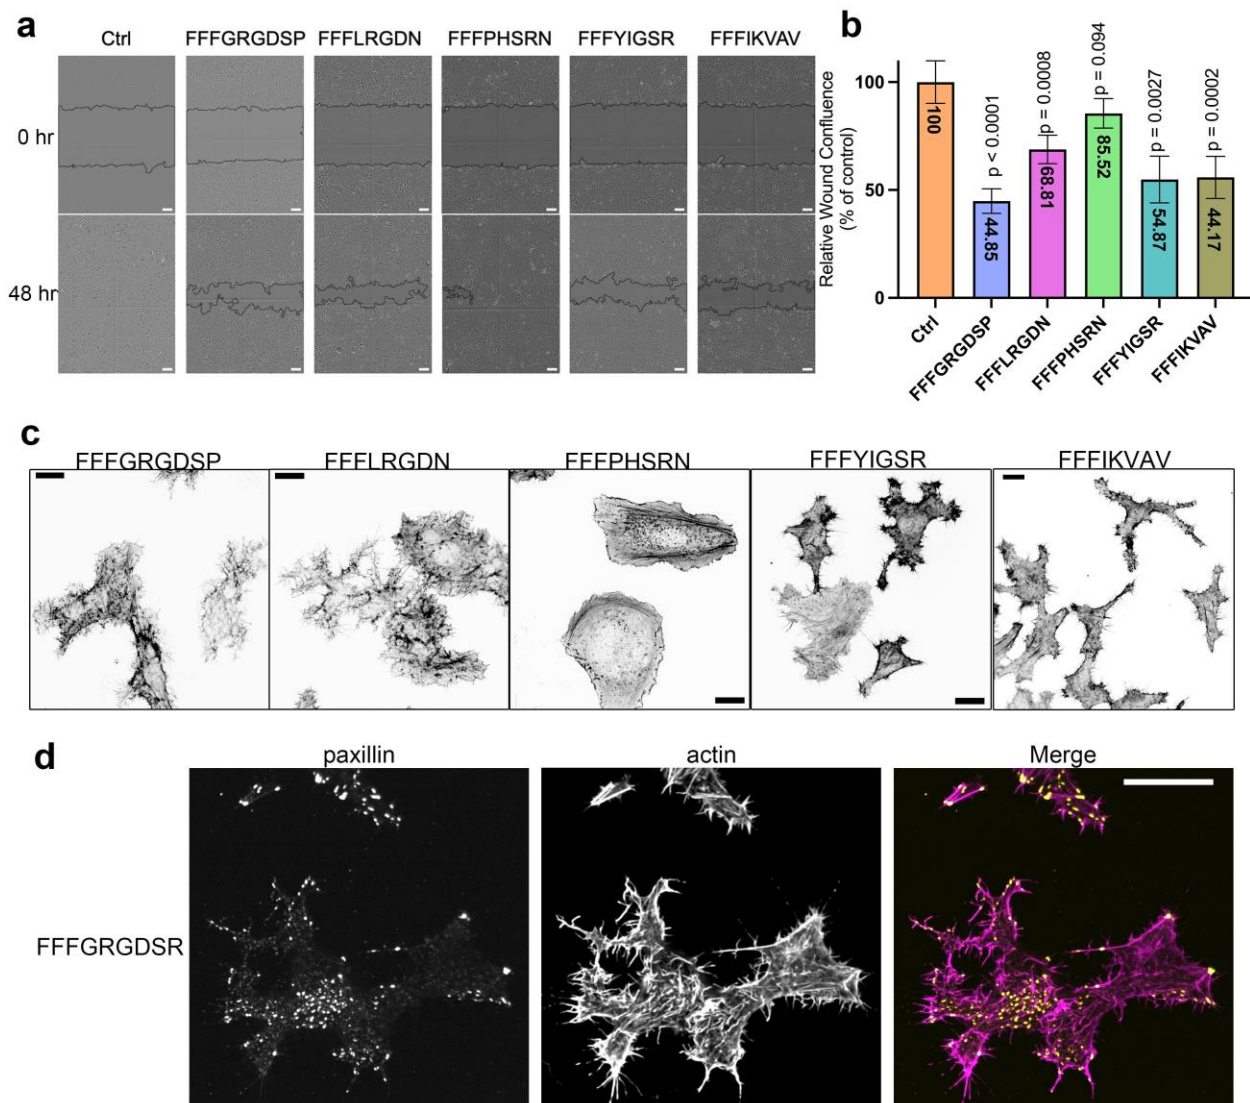 a
Ctrl
FFFGRGDSP
FFFLRGDN
FFFPHSRN
FFFYIGSR
FFFIKVAV
0 hr
48 hr
b
Relative Wound Confluence
(% of control)
100
50
0
100
44.85
68.81
85.52
54.87
44.17
p < 0.0001
p = 0.00008
p = 0.094
p = 0.0027
p = 0.0002
Ctrl
FFFGRGDSP
FFFLRGDN
FFFPHSRN
FFFYIGSR
FFFIKVAV
c
FFFGRGDSP
FFFLRGDN
FFFPHSRN
FFFYIGSR
FFFIKVAV
d
paxillin
actin
Merge
FFFGRGDSR